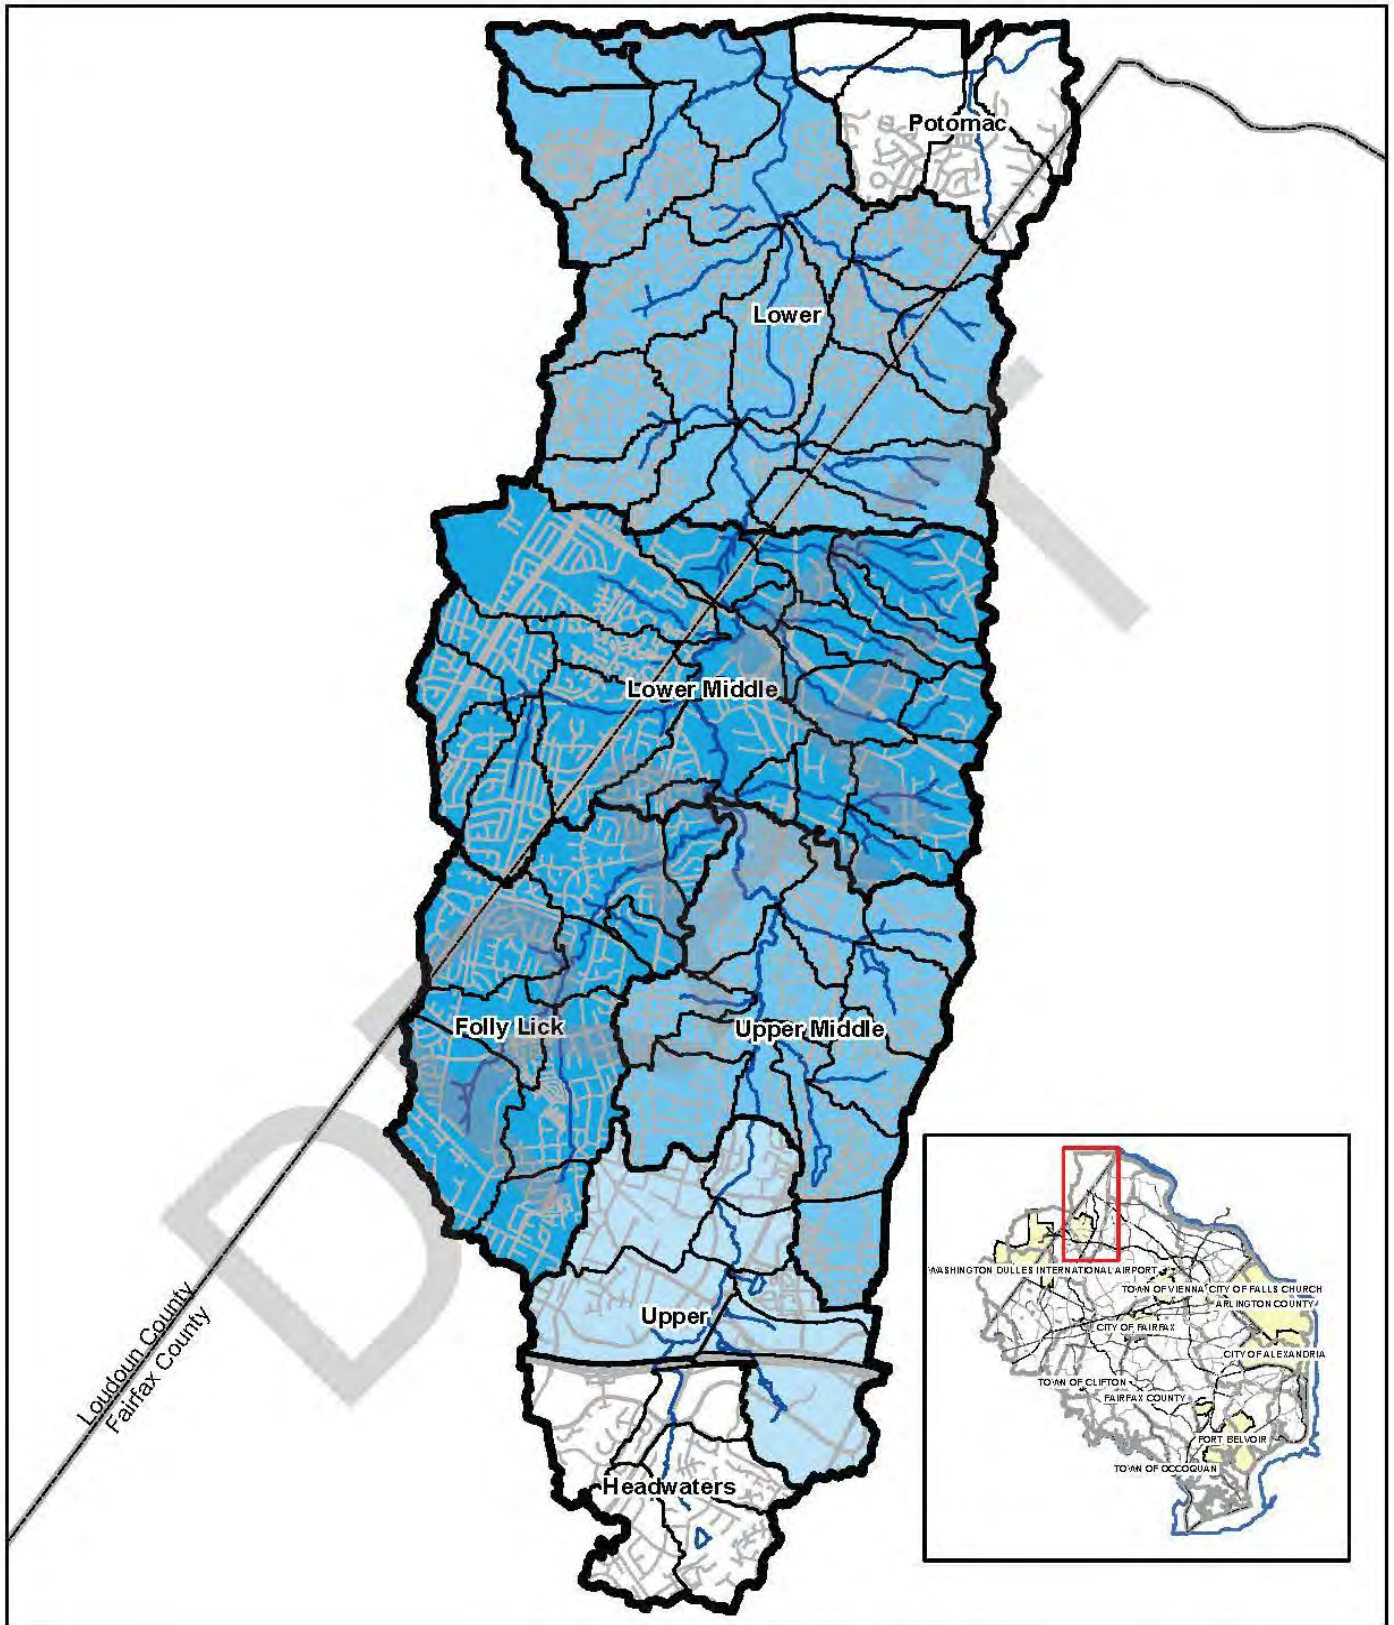 Potomac
Lower
Lower Middle
Folly Lick
Upper Middle
Upper
Headwaters
Loudoun County
Fairfax County
WASHINGTON DULLES INTERNATIONAL AIRPORT
TOWN OF VIENNA
CITY OF FALLS CHURCH
ARLINGTON COUNTY
CITY OF FAIRFAX
CITY OF ALEXANDRIA
TOWN OF CLIFTON
FAIRFAX COUNTY
FORT BELVOIR
TOWN OF OCCOQUAN